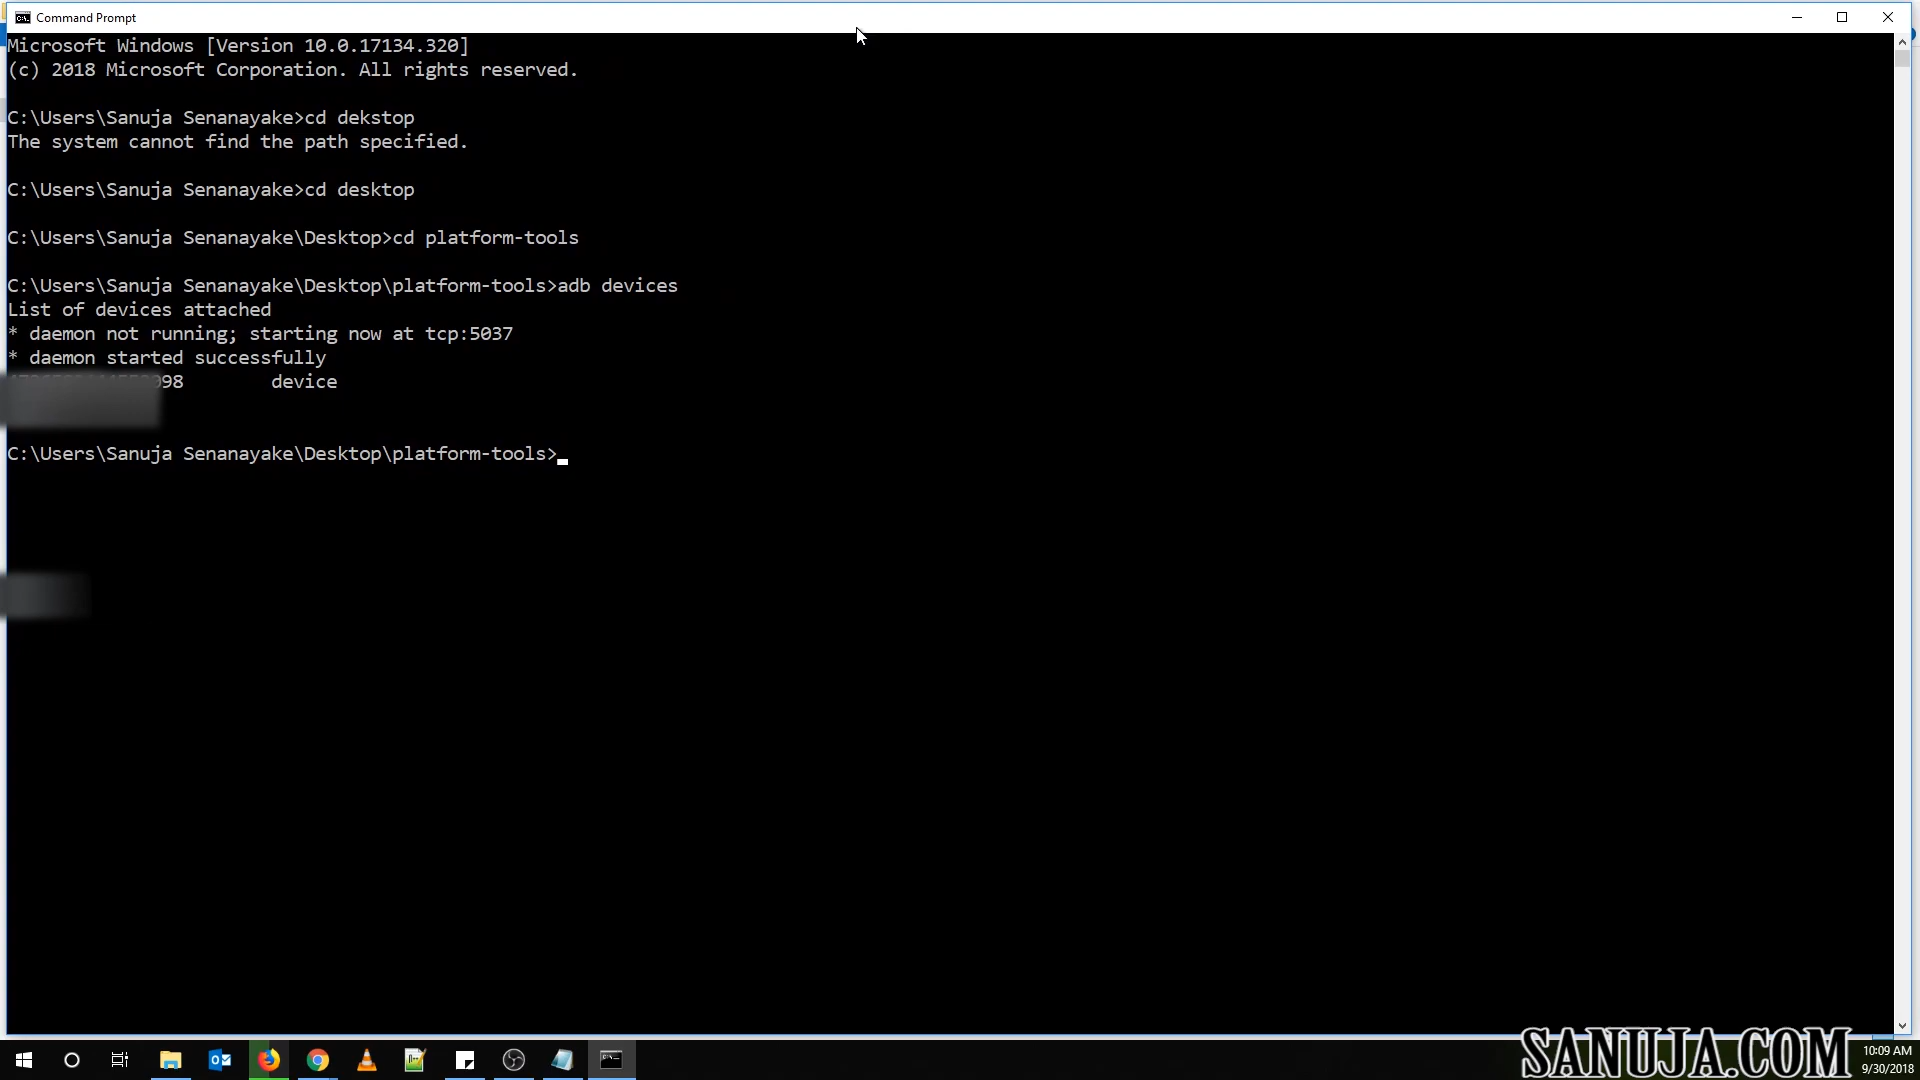 Command Prompt
Microsoft Windows [Version 10.0.17134.320]
(c) 2018 Microsoft Corporation. All rights reserved.
C:\Users\Sanuja Senanayake>cd dekstop
The system cannot find the path specified.
C:\Users\Sanuja Senanayake>cd desktop
C:\Users\Sanuja Senanayake\Desktop>cd platform-tools
C:\Users\Sanuja Senanayake\Desktop\platform-tools>adb devices
List of devices attached
* daemon not running; starting now at tcp:5037
* daemon started successfully
device
C:\Users\Sanuja Senanayake\Desktop\platform-tools>
SANUJA.COM
10:09 AM
9/30/2018